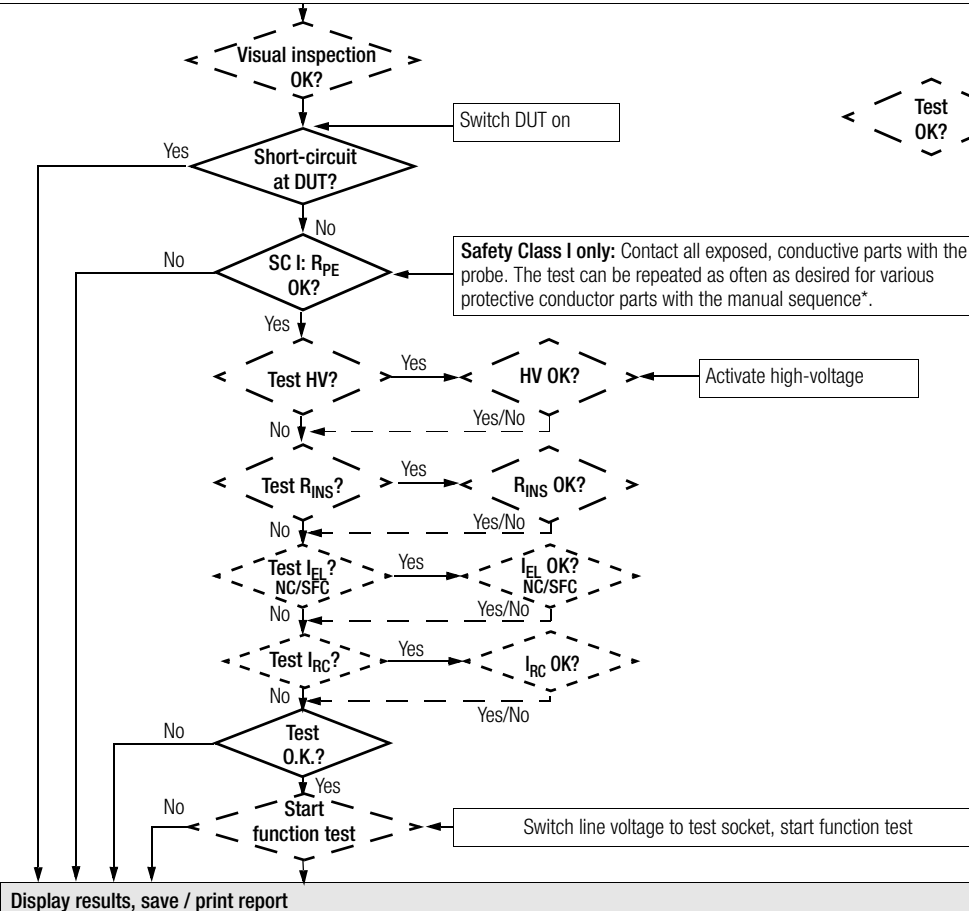 Visual inspection
OK?
Test
OK?
Switch DUT on
Yes
Short-circuit
at DUT?
No
No
SC I: RPE
OK?
Safety Class I only: Contact all exposed, conductive parts with the
probe. The test can be repeated as often as desired for various
protective conductor parts with the manual sequence*.
Yes
Test HV?
Yes
HV OK?
Activate high-voltage
No
Yes/No
Test RINS?
Yes
RINS OK?
No
Yes/No
Test IEL?
NC/SFC
Yes
IEL OK?
NC/SFC
No
Yes/No
Test IRC?
Yes
IRC OK?
No
Yes/No
No
Test
O.K.?
Yes
No
Start
function test
Switch line voltage to test socket, start function test
Display results, save / print report